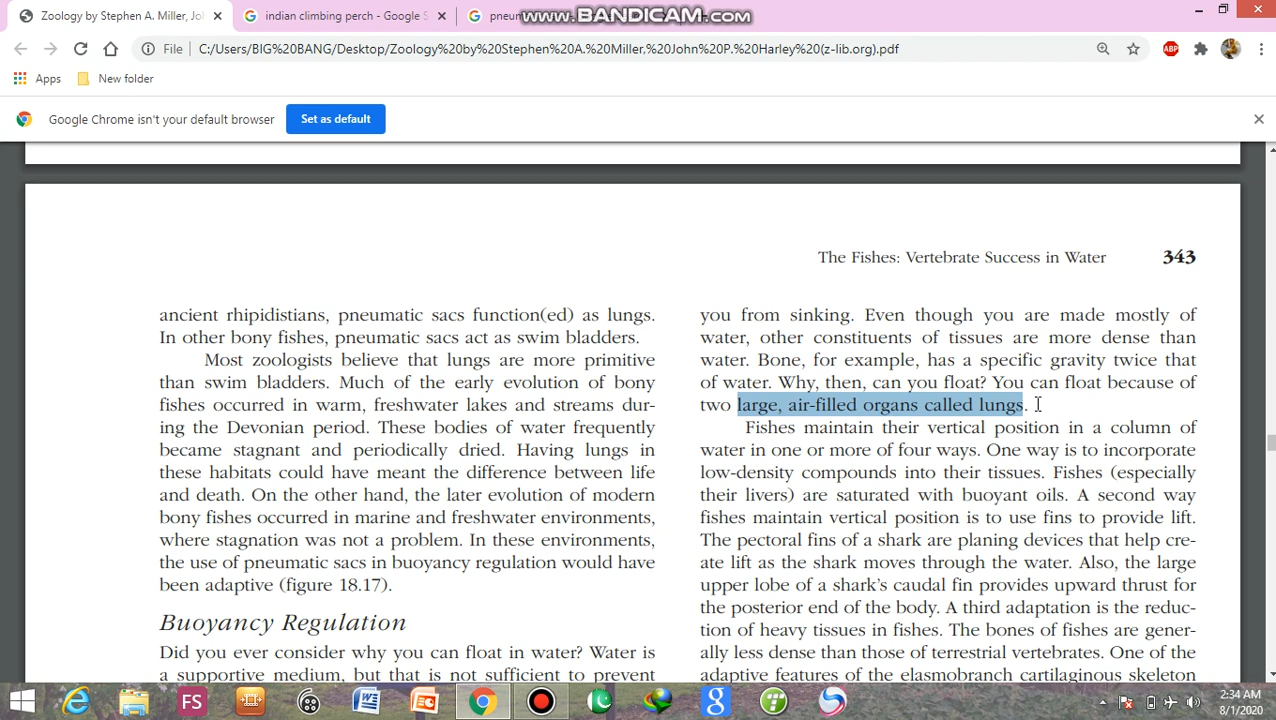 Zoology by Stephen A. Miller, Joh
indian climbing perch - Google S
pneu
www.BANDICAM.com
File
C:/Users/BIG%20BANG/Desktop/Zoology%20by%20Stephen%20A.%20Miller,%20John%20P.%20Harley%20(z-lib.org).pdf
ABP
Apps
New folder
Google Chrome isn't your default browser
Set as default
The Fishes: Vertebrate Success in Water 343
ancient rhipidistians, pneumatic sacs function(ed) as lungs.
In other bony fishes, pneumatic sacs act as swim bladders.
Most zoologists believe that lungs are more primitive
than swim bladders. Much of the early evolution of bony
fishes occurred in warm, freshwater lakes and streams dur-
ing the Devonian period. These bodies of water frequently
became stagnant and periodically dried. Having lungs in
these habitats could have meant the difference between life
and death. On the other hand, the later evolution of modern
bony fishes occurred in marine and freshwater environments,
where stagnation was not a problem. In these environments,
the use of pneumatic sacs in buoyancy regulation would have
been adaptive (figure 18.17).
Buoyancy Regulation
Did you ever consider why you can float in water? Water is
a supportive medium, but that is not sufficient to prevent
you from sinking. Even though you are made mostly of
water, other constituents of tissues are more dense than
water. Bone, for example, has a specific gravity twice that
of water. Why, then, can you float? You can float because of
two large, air-filled organs called lungs.
Fishes maintain their vertical position in a column of
water in one or more of four ways. One way is to incorporate
low-density compounds into their tissues. Fishes (especially
their livers) are saturated with buoyant oils. A second way
fishes maintain vertical position is to use fins to provide lift.
The pectoral fins of a shark are planing devices that help cre-
ate lift as the shark moves through the water. Also, the large
upper lobe of a shark's caudal fin provides upward thrust for
the posterior end of the body. A third adaptation is the reduc-
tion of heavy tissues in fishes. The bones of fishes are gener-
ally less dense than those of terrestrial vertebrates. One of the
adaptive features of the elasmobranch cartilaginous skeleton
FS
2:34 AM
8/1/2020